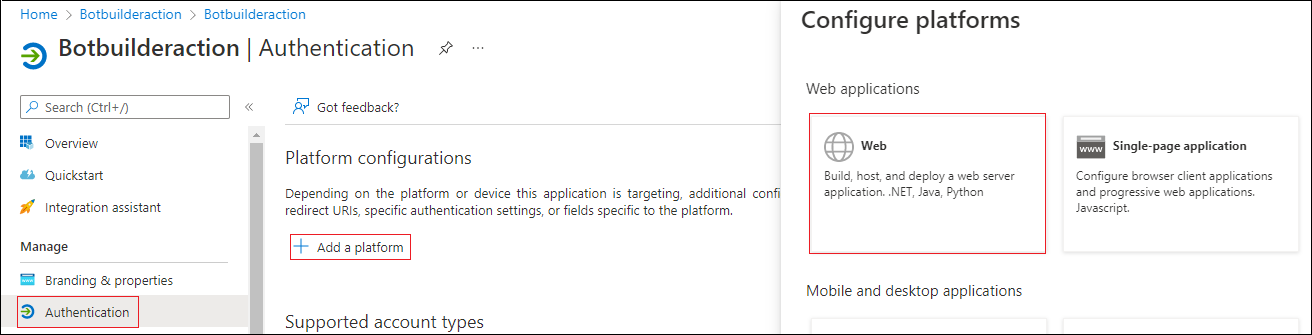 Home > Botbuilderaction > Botbuilderaction
Botbuilderaction | Authentication
Search (Ctrl+/)
Overview
Quickstart
Integration assistant
Manage
Branding & properties
Authentication
Got feedback?
Platform configurations
Depending on the platform or device this application is targeting, additional confi
redirect URIs, specific authentication settings, or fields specific to the platform.
Add a platform
Supported account types
Configure platforms
Web applications
Web
Build, host, and deploy a web server
application. .NET, Java, Python
www
Single-page application
Configure browser client applications
and progressive web applications.
Javascript.
Mobile and desktop applications